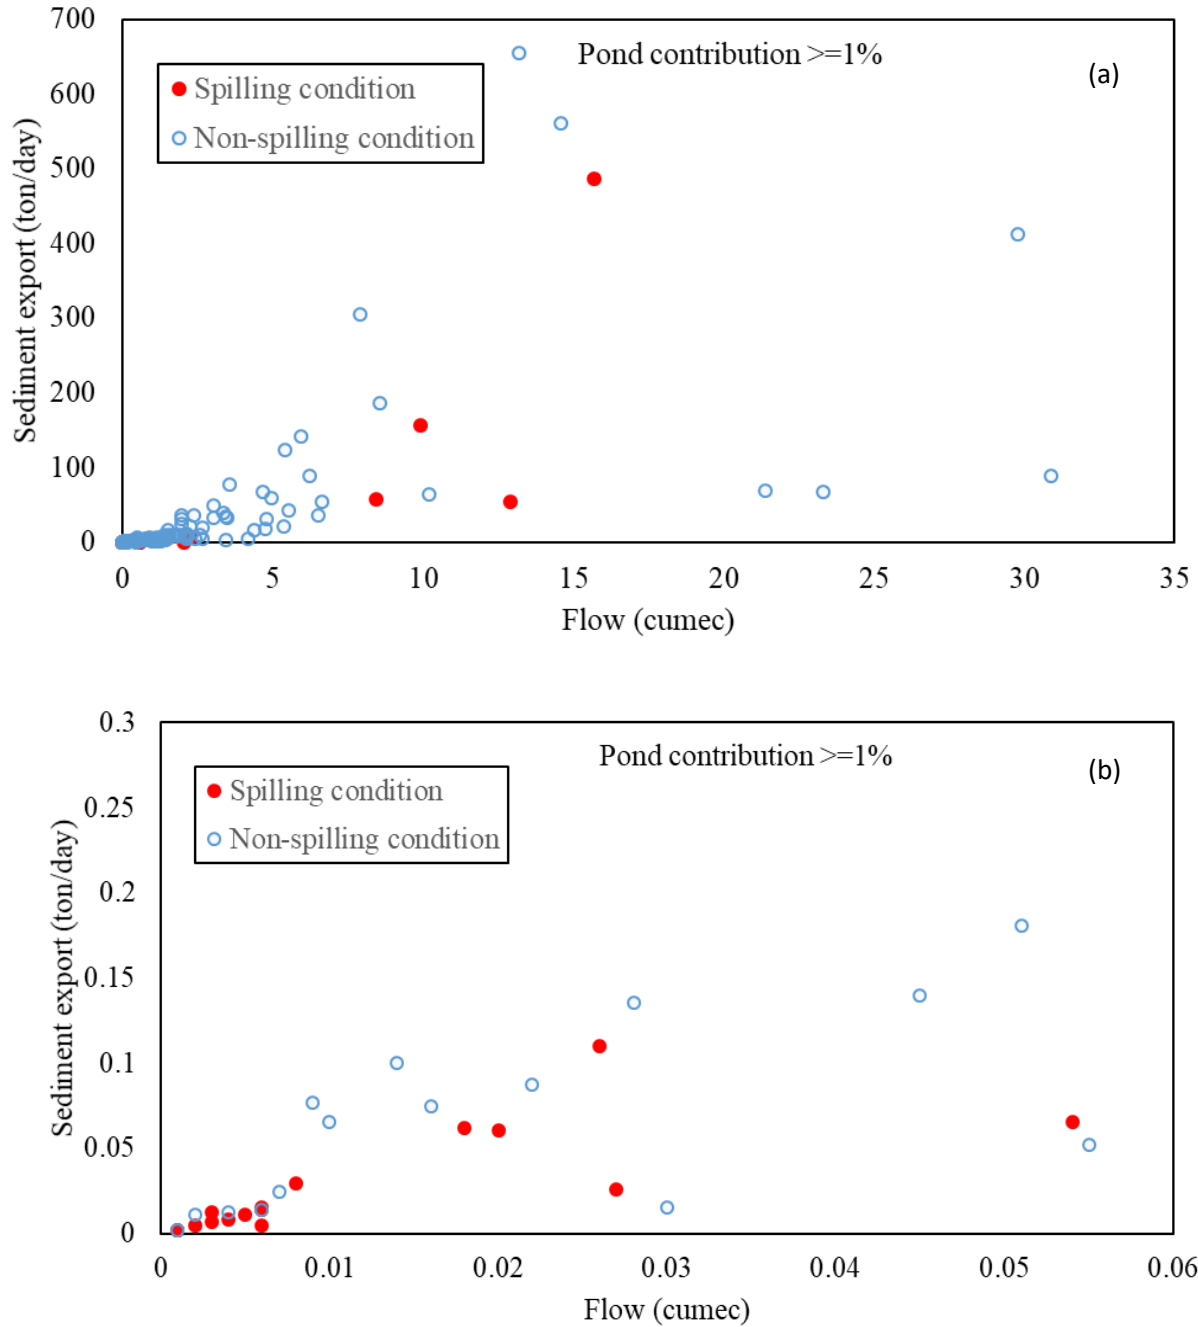 700
Pond contribution >=1%
(a)
600
Spilling condition
Non-spilling condition
500
400
300
200
100
0
Sediment export (ton/day)
0 5 10 15 20 25 30 35
Flow (cumec)
0.3
Pond contribution >=1%
(b)
Spilling condition
0.25
Non-spilling condition
0.2
0.15
0.1
0.05
0
Sediment export (ton/day)
0 0.01 0.02 0.03 0.04 0.05 0.06
Flow (cumec)